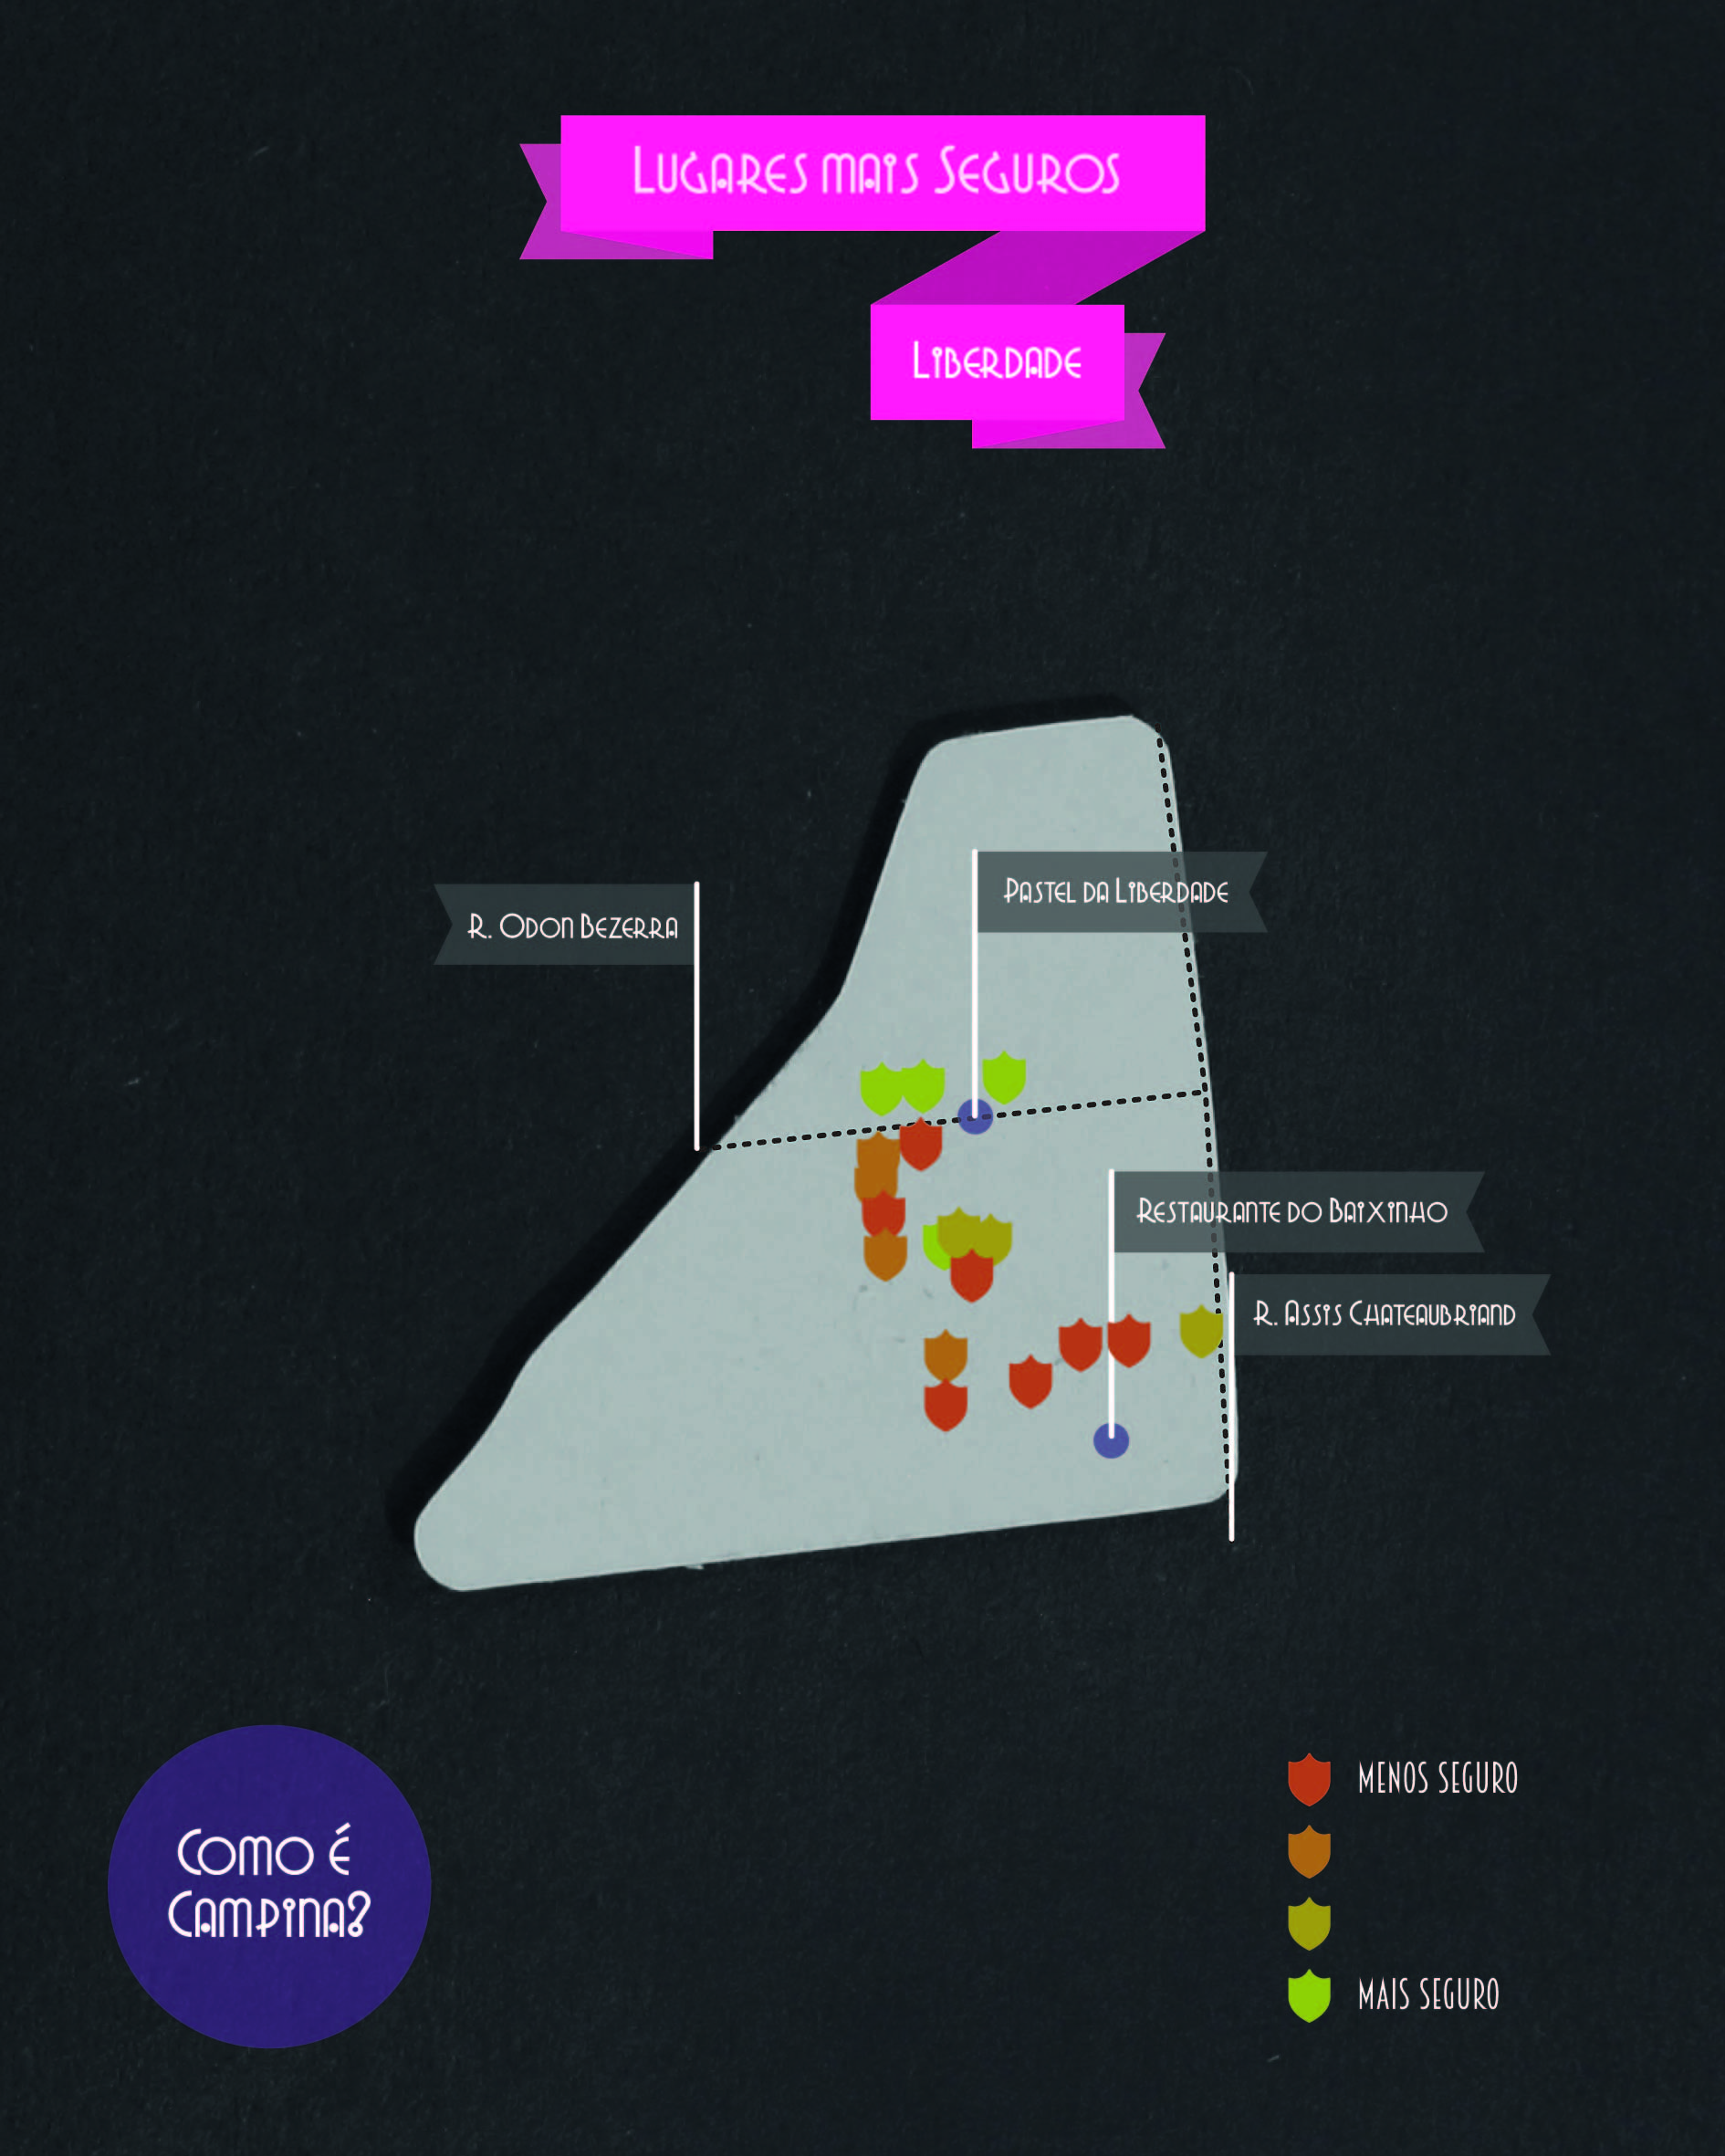 Lugares mais Seguros
Liberdade
Pastel da Liberdade
R. Odon Bezerra
Restaurante do Baixinho
R. Assis Chateaubriand
Como é
Campina?
MENOS SEGURO
MAIS SEGURO